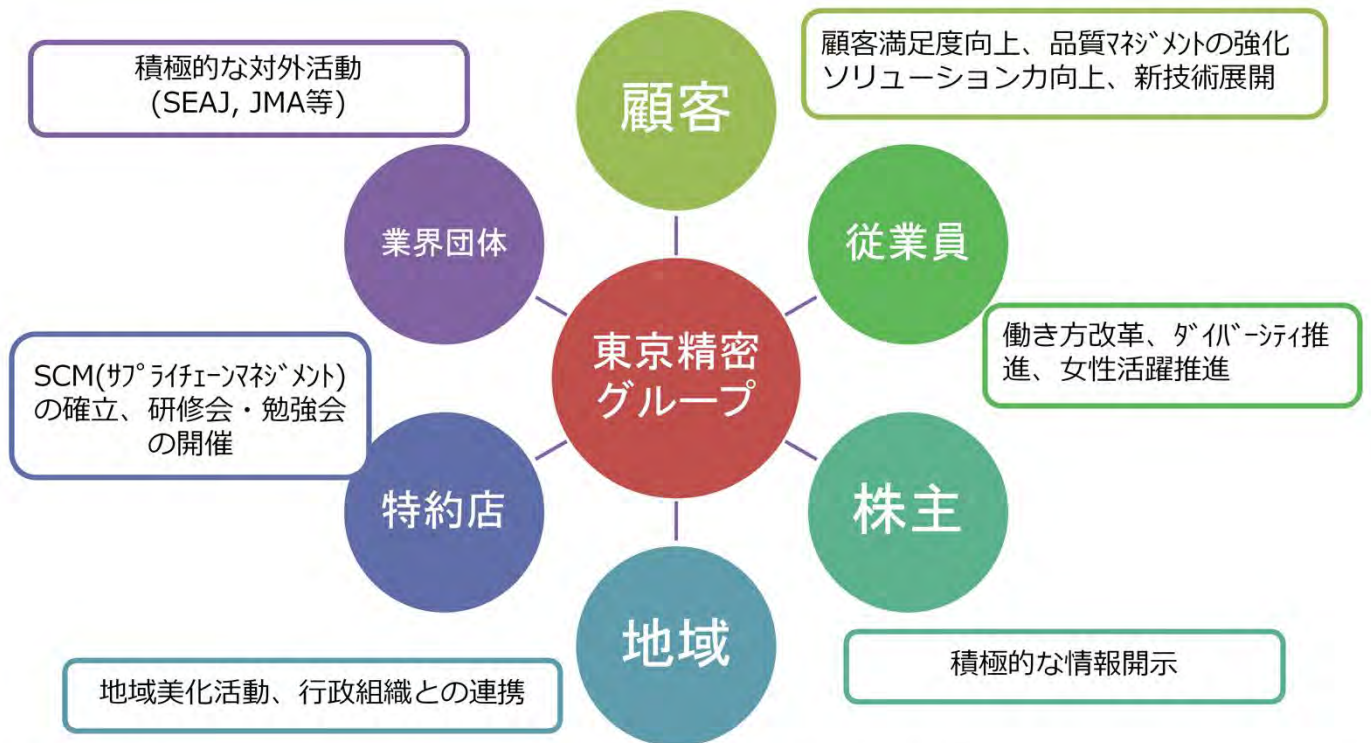 積極的な対外活動
(SEAJ, JMA等)
顧客
顧客満足度向上、品質ﾏﾈｼﾞﾒﾝﾄの強化
ソリューション力向上、新技術展開
業界団体
従業員
東京精密
グループ
働き方改革、ﾀﾞｲﾊﾞｰｼﾃｨ推
進、女性活躍推進
SCM(ｻﾌﾟﾗｲﾁｪｰﾝﾏﾈｼﾞﾒﾝﾄ)
の確立、研修会・勉強会
の開催
特約店
株主
地域
地域美化活動、行政組織との連携
積極的な情報開示